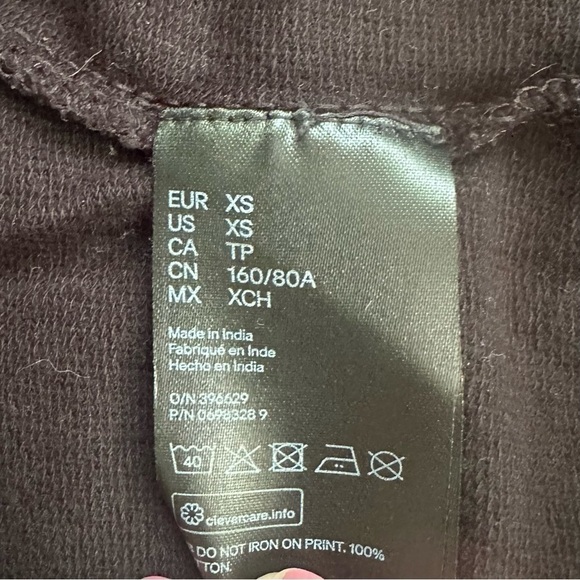 EUR XS
US XS
CA TP
CN 160/80A
MX XCH
Made in India
Fabriqué en Inde
Hecho en India
O/N 396629
P/N 0698328 9
40
clevercare.info
DO NOT IRON ON PRINT. 100%